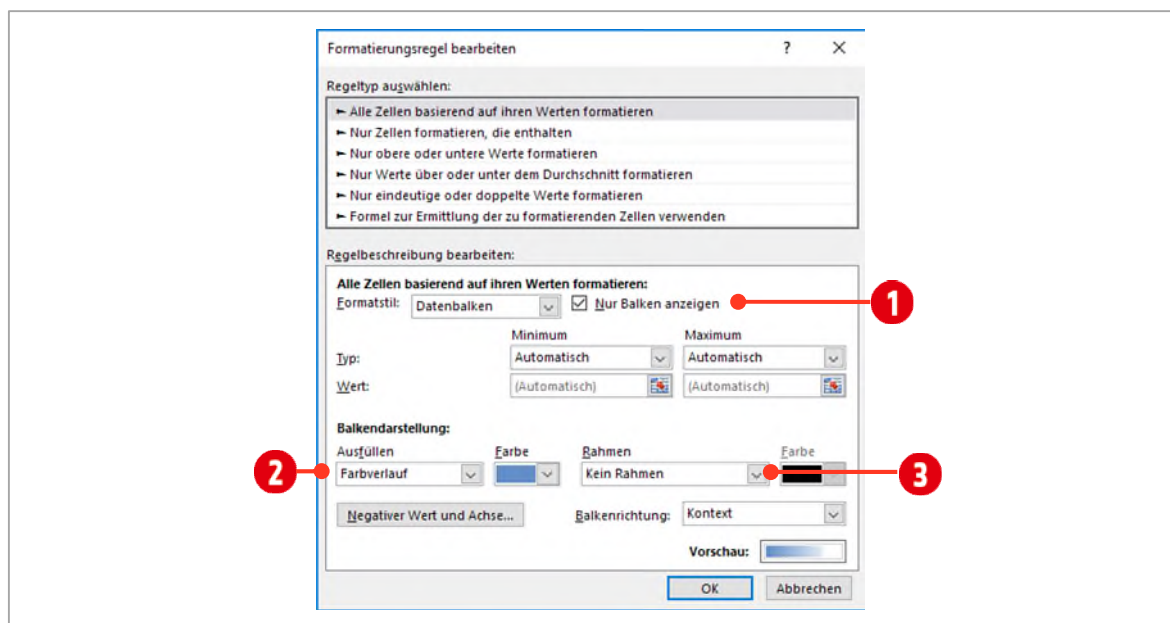 Formatierungsregel bearbeiten ? ×
Regeltyp auswählen:
► Alle Zellen basierend auf ihren Werten formatieren
► Nur Zellen formatieren, die enthalten
► Nur obere oder untere Werte formatieren
► Nur Werte über oder unter dem Durchschnitt formatieren
► Nur eindeutige oder doppelte Werte formatieren
► Formel zur Ermittlung der zu formatierenden Zellen verwenden
Regelbeschreibung bearbeiten:
Alle Zellen basierend auf ihren Werten formatieren:
Formatstil: Datenbalken Nur Balken anzeigen 1
Minimum Maximum
Typ: Automatisch Automatisch
Wert: (Automatisch) (Automatisch)
Balkendarstellung:
Ausfüllen Farbe Rahmen Farbe
2 Farbverlauf Kein Rahmen 3
Negativer Wert und Achse... Balkenrichtung: Kontext
Vorschau:
OK Abbrechen